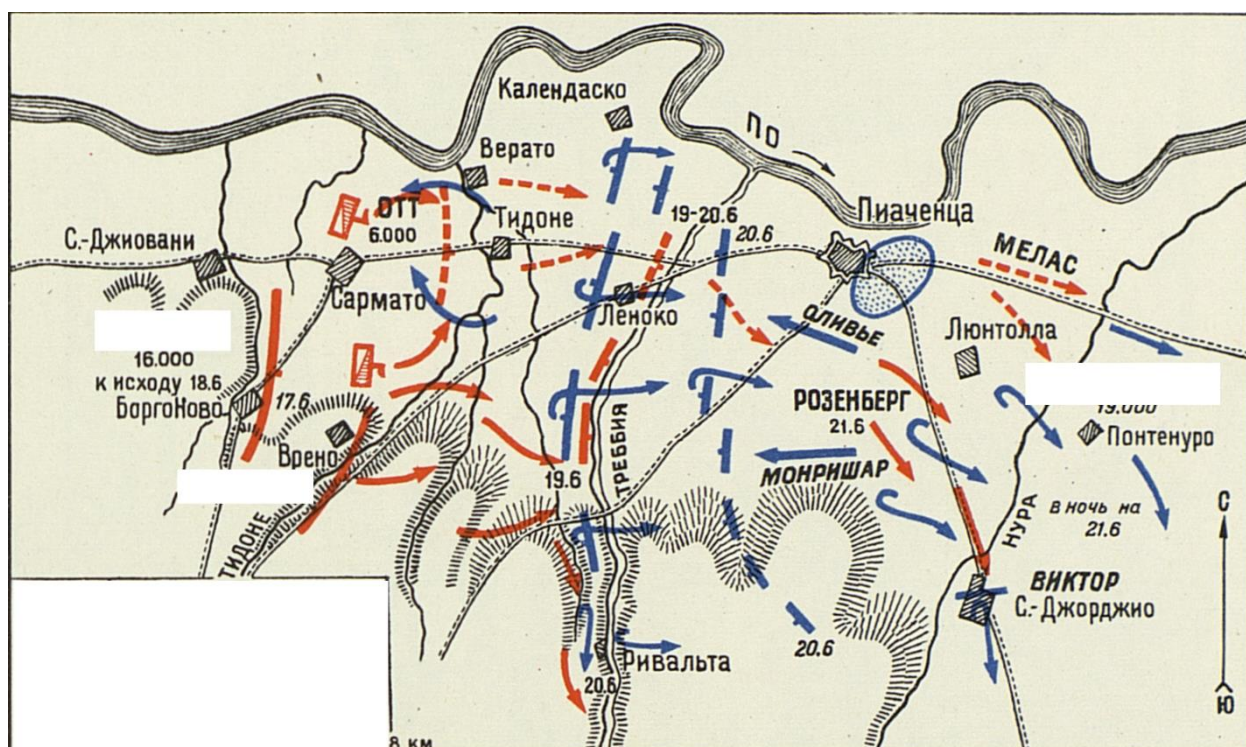 Календаско
ПО
Верато
ОТТ
6.000
Тидоне
19-20.6
20.6
Пиаченца
С.-Джиовани
Сармато
Леноко
МЕЛАС
ОЛИВЬЕ
Люнтолла
16.000
к исходу 18.6
Боргоново
17.6
Врено
РОЗЕНБЕРГ
21.6
19.000
Понтенуро
МОНРИШАР
19.6
ТРЕББИЯ
в ночь на
21.6
С
ТИДОНЕ
НУРА
ВИКТОР
С.-Джорджио
Ривальта
20.6
20.6
Ю
8 км